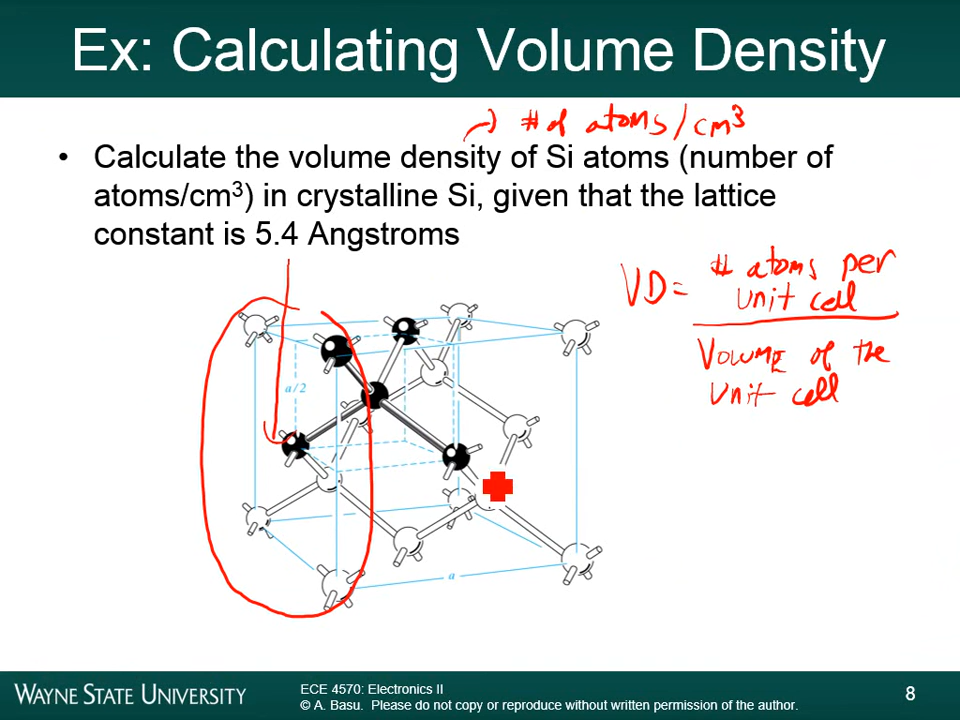 Ex: Calculating Volume Density
# of atoms/cm³
• Calculate the volume density of Si atoms (number of
atoms/cm³) in crystalline Si, given that the lattice
constant is 5.4 Angstroms
VD = # atoms per
unit cell
Volume of the
unit cell
a/2
a
WAYNE STATE UNIVERSITY
ECE 4570: Electronics II
© A. Basu. Please do not copy or reproduce without written permission of the author.
8